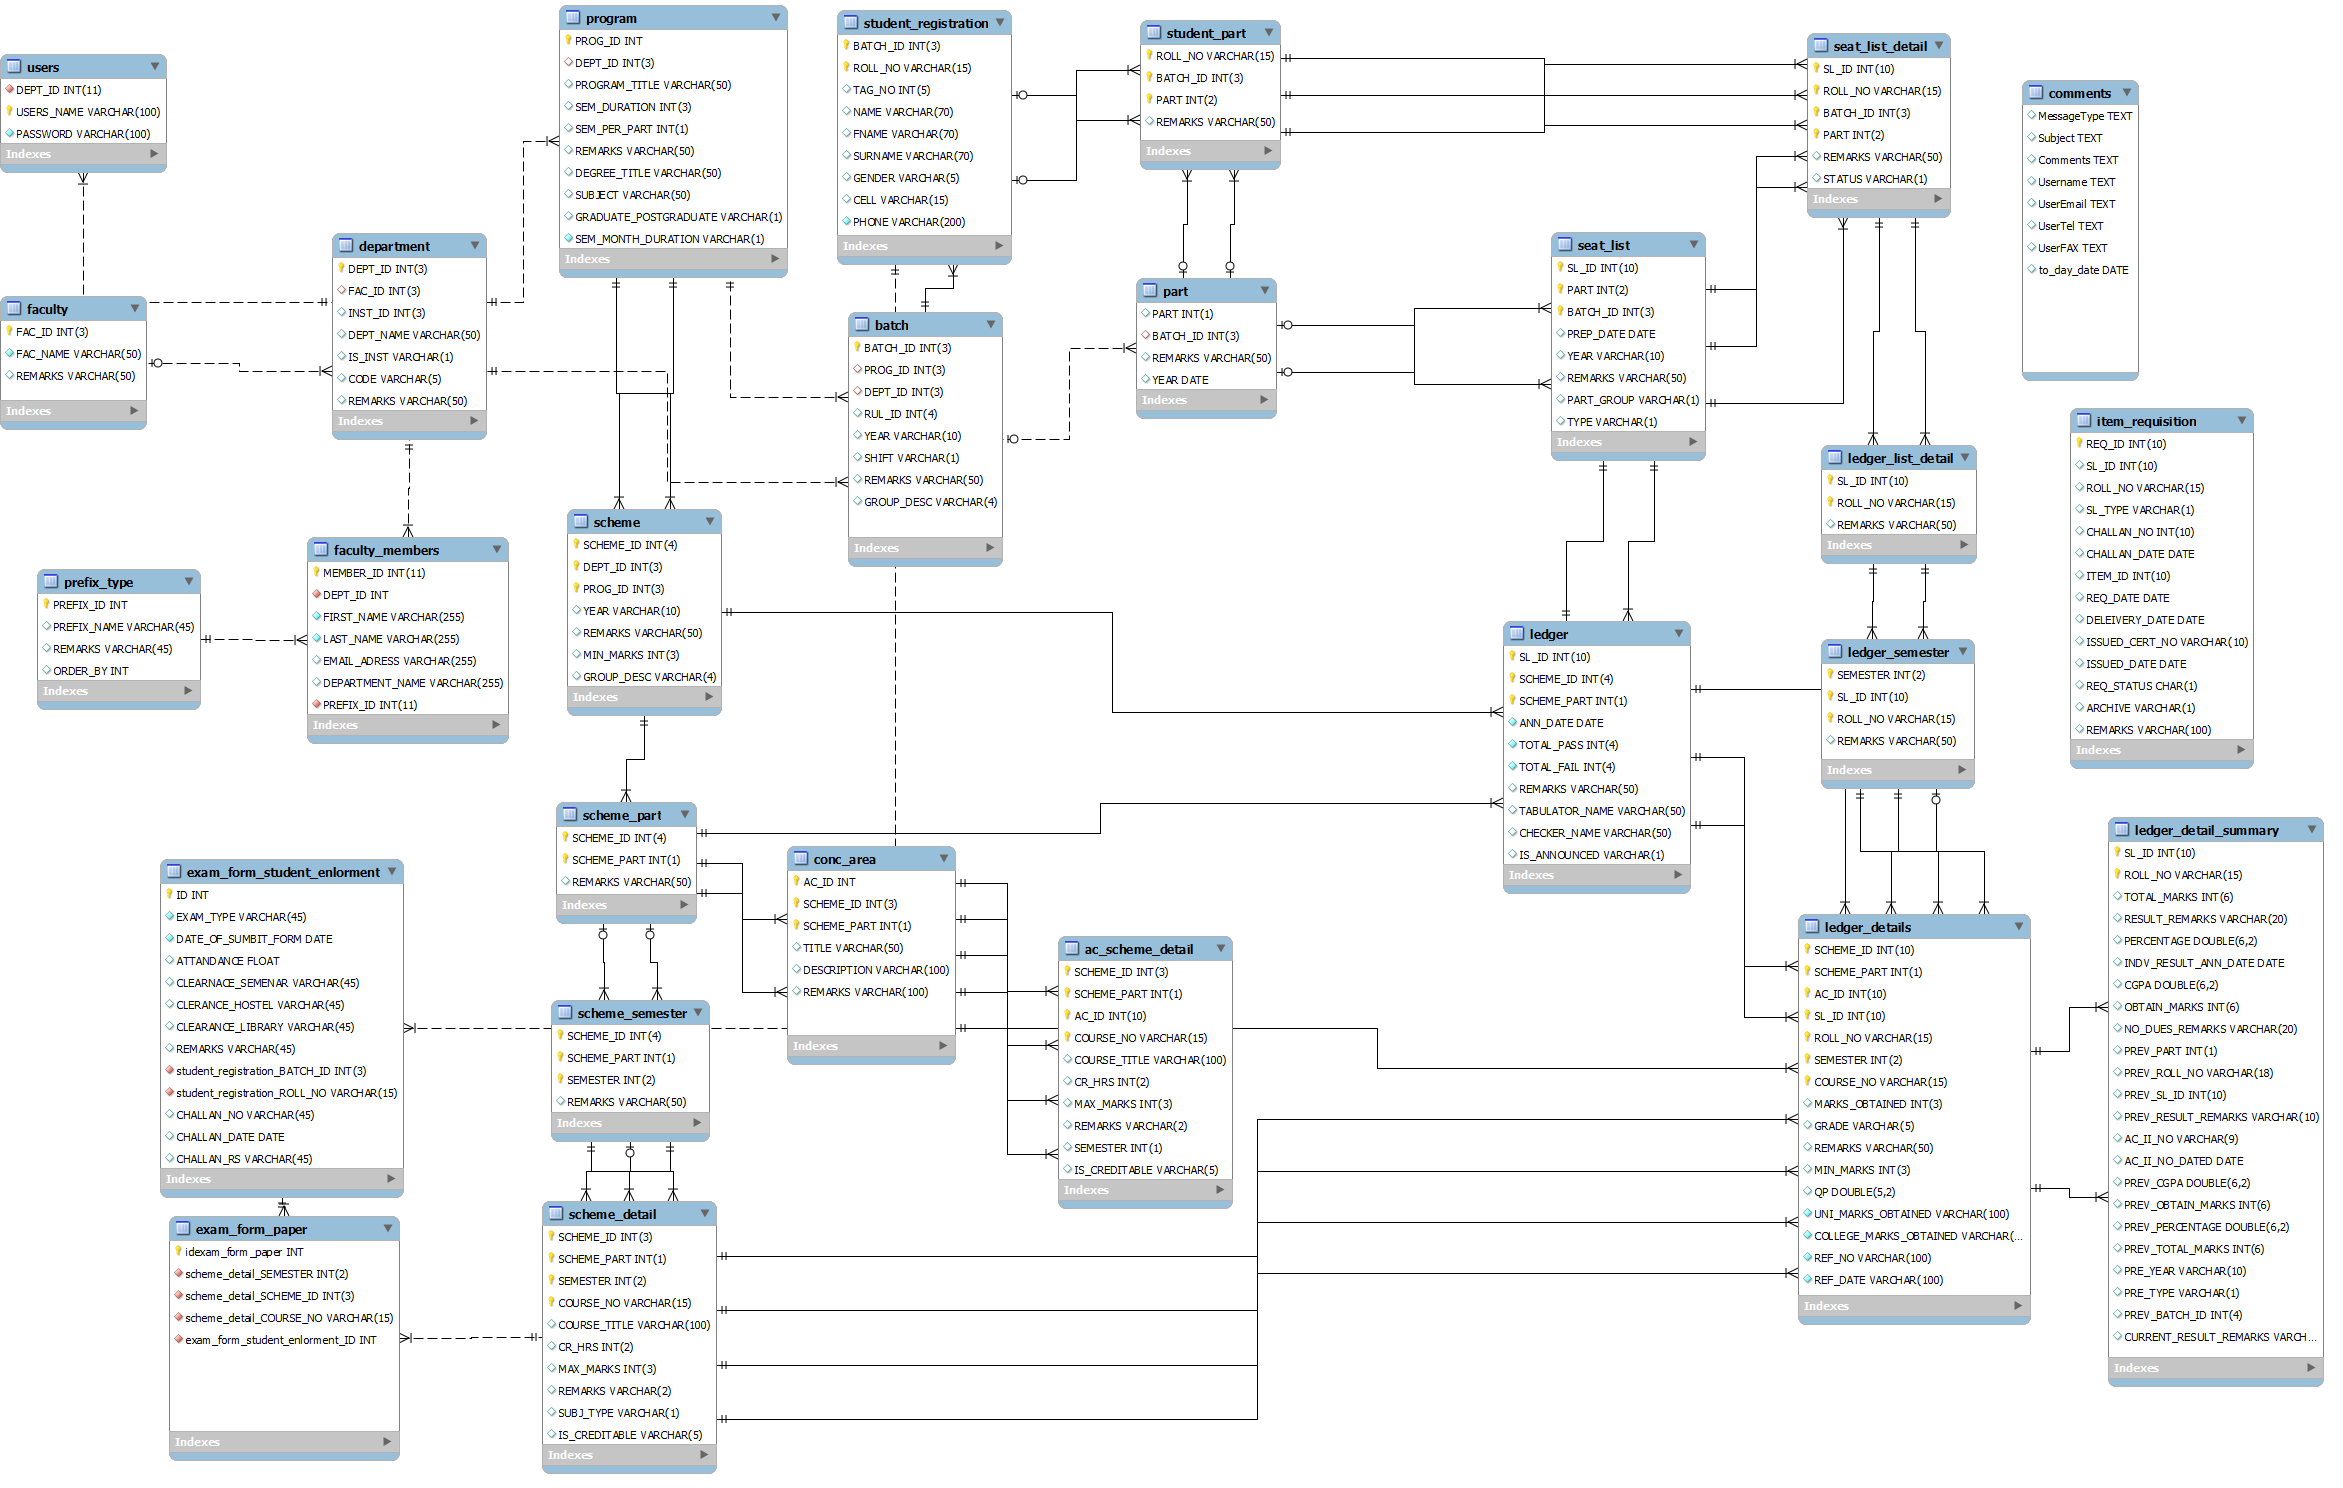 users
DEPT_ID INT(11)
USERS_NAME VARCHAR(100)
PASSWORD VARCHAR(100)
Indexes
faculty
FAC_ID INT(3)
FAC_NAME VARCHAR(50)
REMARKS VARCHAR(50)
Indexes
department
DEPT_ID INT(3)
FAC_ID INT(3)
INST_ID INT(3)
DEPT_NAME VARCHAR(50)
IS_INST VARCHAR(1)
CODE VARCHAR(5)
REMARKS VARCHAR(50)
Indexes
program
PROG_ID INT
DEPT_ID INT(3)
PROGRAM_TITLE VARCHAR(50)
SEM_DURATION INT(3)
SEM_PER_PART INT(1)
REMARKS VARCHAR(50)
DEGREE_TITLE VARCHAR(50)
SUBJECT VARCHAR(50)
GRADUATE_POSTGRADUATE VARCHAR(1)
SEM_MONTH_DURATION VARCHAR(1)
Indexes
student_registration
BATCH_ID INT(3)
ROLL_NO VARCHAR(15)
TAG_NO INT(5)
NAME VARCHAR(70)
FNAME VARCHAR(70)
SURNAME VARCHAR(70)
GENDER VARCHAR(5)
CELL VARCHAR(15)
PHONE VARCHAR(200)
Indexes
student_part
ROLL_NO VARCHAR(15)
BATCH_ID INT(3)
PART INT(2)
REMARKS VARCHAR(50)
Indexes
seat_list_detail
SL_ID INT(10)
ROLL_NO VARCHAR(15)
BATCH_ID INT(3)
PART INT(2)
REMARKS VARCHAR(50)
STATUS VARCHAR(1)
Indexes
comments
MessageType TEXT
Subject TEXT
Comments TEXT
Username TEXT
UserEmail TEXT
UserTel TEXT
UserFAX TEXT
to_day_date DATE
batch
BATCH_ID INT(3)
PROG_ID INT(3)
DEPT_ID INT(3)
RUL_ID INT(4)
YEAR VARCHAR(10)
SHIFT VARCHAR(1)
REMARKS VARCHAR(50)
GROUP_DESC VARCHAR(4)
Indexes
part
PART INT(1)
BATCH_ID INT(3)
REMARKS VARCHAR(50)
YEAR DATE
Indexes
seat_list
SL_ID INT(10)
PART INT(2)
BATCH_ID INT(3)
PREP_DATE DATE
YEAR VARCHAR(10)
REMARKS VARCHAR(50)
PART_GROUP VARCHAR(1)
TYPE VARCHAR(1)
Indexes
ledger_list_detail
SL_ID INT(10)
ROLL_NO VARCHAR(15)
REMARKS VARCHAR(50)
Indexes
item_requisition
REQ_ID INT(10)
SL_ID INT(10)
ROLL_NO VARCHAR(15)
SL_TYPE VARCHAR(1)
CHALLAN_NO INT(10)
CHALLAN_DATE DATE
ITEM_ID INT(10)
REQ_DATE DATE
DELEIVERY_DATE DATE
ISSUED_CERT_NO VARCHAR(10)
ISSUED_DATE DATE
REQ_STATUS CHAR(1)
ARCHIVE VARCHAR(1)
REMARKS VARCHAR(100)
Indexes
prefix_type
PREFIX_ID INT
PREFIX_NAME VARCHAR(45)
REMARKS VARCHAR(45)
ORDER_BY INT
Indexes
faculty_members
MEMBER_ID INT(11)
DEPT_ID INT
FIRST_NAME VARCHAR(255)
LAST_NAME VARCHAR(255)
EMAIL_ADRESS VARCHAR(255)
DEPARTMENT_NAME VARCHAR(255)
PREFIX_ID INT(11)
Indexes
scheme
SCHEME_ID INT(4)
DEPT_ID INT(3)
PROG_ID INT(3)
YEAR VARCHAR(10)
REMARKS VARCHAR(50)
MIN_MARKS INT(3)
GROUP_DESC VARCHAR(4)
Indexes
ledger
SL_ID INT(10)
SCHEME_ID INT(4)
SCHEME_PART INT(1)
ANN_DATE DATE
TOTAL_PASS INT(4)
TOTAL_FAIL INT(4)
REMARKS VARCHAR(50)
TABULATOR_NAME VARCHAR(50)
CHECKER_NAME VARCHAR(50)
IS_ANNOUNCED VARCHAR(1)
Indexes
ledger_semester
SEMESTER INT(2)
SL_ID INT(10)
ROLL_NO VARCHAR(15)
REMARKS VARCHAR(50)
Indexes
scheme_part
SCHEME_ID INT(4)
SCHEME_PART INT(1)
REMARKS VARCHAR(50)
Indexes
conc_area
AC_ID INT
SCHEME_ID INT(3)
SCHEME_PART INT(1)
TITLE VARCHAR(50)
DESCRIPTION VARCHAR(100)
REMARKS VARCHAR(100)
Indexes
exam_form_student_enlorment
ID INT
EXAM_TYPE VARCHAR(45)
DATE_OF_SUMBIT_FORM DATE
ATTANDANCE FLOAT
CLEARNACE_SEMENAR VARCHAR(45)
CLERANCE_HOSTEL VARCHAR(45)
CLEARANCE_LIBRARY VARCHAR(45)
REMARKS VARCHAR(45)
student_registration_BATCH_ID INT(3)
student_registration_ROLL_NO VARCHAR(15)
CHALLAN_NO VARCHAR(45)
CHALLAN_DATE DATE
CHALLAN_RS VARCHAR(45)
Indexes
scheme_semester
SCHEME_ID INT(4)
SCHEME_PART INT(1)
SEMESTER INT(2)
REMARKS VARCHAR(50)
Indexes
ac_scheme_detail
SCHEME_ID INT(3)
SCHEME_PART INT(1)
AC_ID INT(10)
COURSE_NO VARCHAR(15)
COURSE_TITLE VARCHAR(100)
CR_HRS INT(2)
MAX_MARKS INT(3)
REMARKS VARCHAR(2)
SEMESTER INT(1)
IS_CREDITABLE VARCHAR(5)
Indexes
ledger_details
SCHEME_ID INT(10)
SCHEME_PART INT(1)
AC_ID INT(10)
SL_ID INT(10)
ROLL_NO VARCHAR(15)
SEMESTER INT(2)
COURSE_NO VARCHAR(15)
MARKS_OBTAINED INT(3)
GRADE VARCHAR(5)
REMARKS VARCHAR(50)
MIN_MARKS INT(3)
QP DOUBLE(5,2)
UNI_MARKS_OBTAINED VARCHAR(100)
COLLEGE_MARKS_OBTAINED VARCHAR(...
REF_NO VARCHAR(100)
REF_DATE VARCHAR(100)
Indexes
ledger_detail_summary
SL_ID INT(10)
ROLL_NO VARCHAR(15)
TOTAL_MARKS INT(6)
RESULT_REMARKS VARCHAR(20)
PERCENTAGE DOUBLE(6,2)
INDV_RESULT_ANN_DATE DATE
CGPA DOUBLE(6,2)
OBTAIN_MARKS INT(6)
NO_DUES_REMARKS VARCHAR(20)
PREV_PART INT(1)
PREV_ROLL_NO VARCHAR(18)
PREV_SL_ID INT(10)
PREV_RESULT_REMARKS VARCHAR(10)
AC_II_NO VARCHAR(9)
AC_II_NO_DATED DATE
PREV_CGPA DOUBLE(6,2)
PREV_OBTAIN_MARKS INT(6)
PREV_PERCENTAGE DOUBLE(6,2)
PREV_TOTAL_MARKS INT(6)
PRE_YEAR VARCHAR(10)
PRE_TYPE VARCHAR(1)
PREV_BATCH_ID INT(4)
CURRENT_RESULT_REMARKS VARCH...
Indexes
exam_form_paper
idexam_form_paper INT
scheme_detail_SEMESTER INT(2)
scheme_detail_SCHEME_ID INT(3)
scheme_detail_COURSE_NO VARCHAR(15)
exam_form_student_enlorment_ID INT
Indexes
scheme_detail
SCHEME_ID INT(3)
SCHEME_PART INT(1)
SEMESTER INT(2)
COURSE_NO VARCHAR(15)
COURSE_TITLE VARCHAR(100)
CR_HRS INT(2)
MAX_MARKS INT(3)
REMARKS VARCHAR(2)
SUBJ_TYPE VARCHAR(1)
IS_CREDITABLE VARCHAR(5)
Indexes